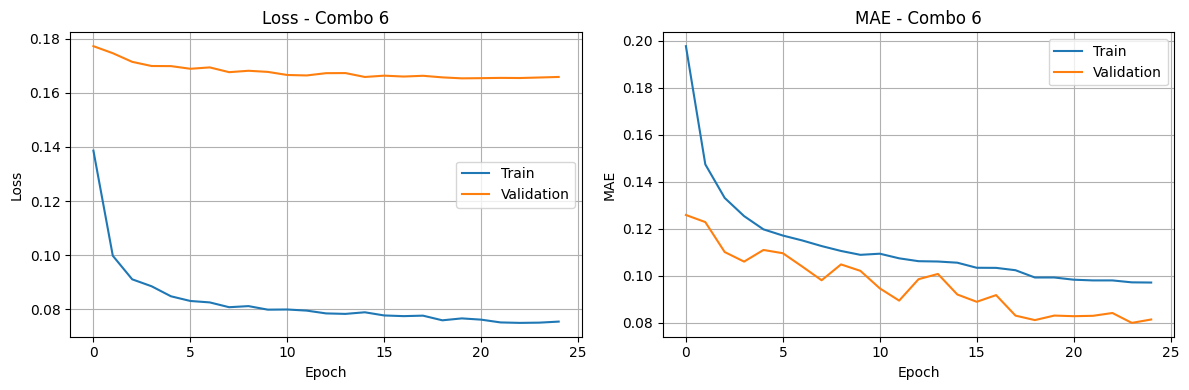 Loss - Combo 6
0.18
0.16
0.14
0.12
0.10
0.08
Loss
Train
Validation
0 5 10 15 20 25
Epoch
MAE - Combo 6
0.20
0.18
0.16
0.14
0.12
0.10
0.08
MAE
Train
Validation
0 5 10 15 20 25
Epoch